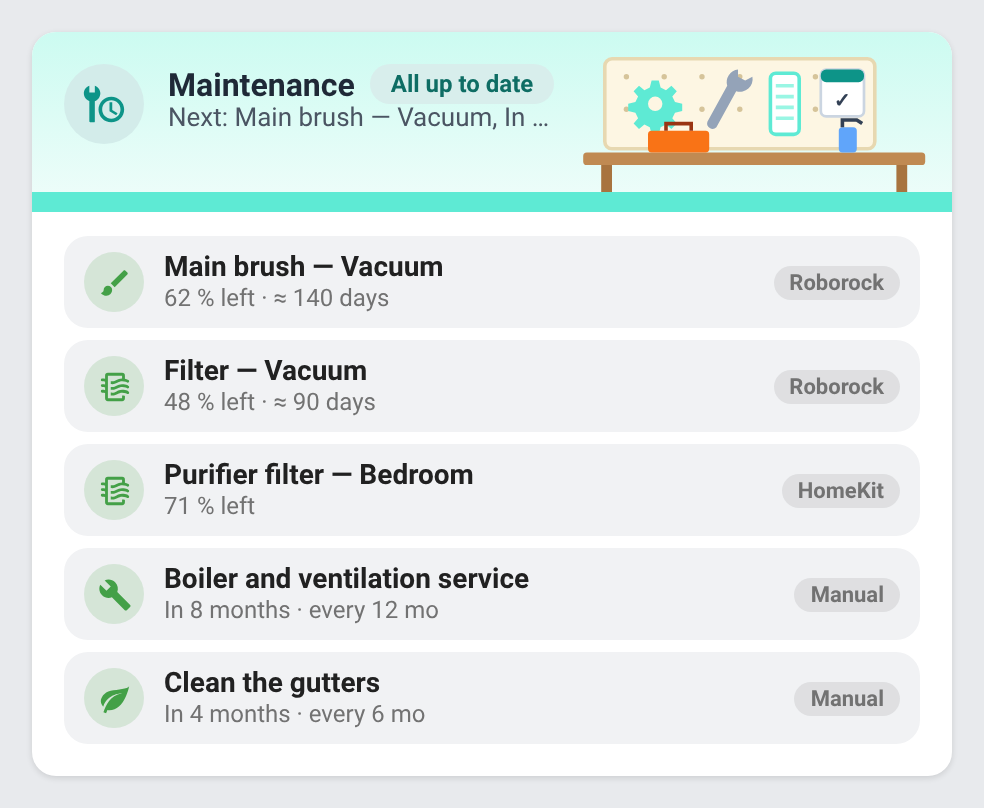 Maintenance
All up to date
Next: Main brush — Vacuum, In ...
Main brush — Vacuum
62 % left · ≈ 140 days
Roborock
Filter — Vacuum
48 % left · ≈ 90 days
Roborock
Purifier filter — Bedroom
71 % left
HomeKit
Boiler and ventilation service
In 8 months · every 12 mo
Manual
Clean the gutters
In 4 months · every 6 mo
Manual